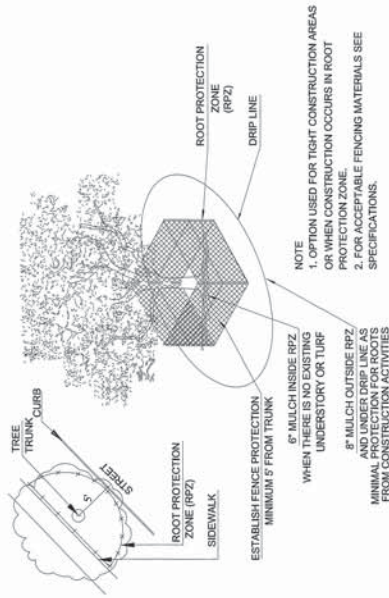 TREE
TRUNK
CURB
STREET
5'
ROOT PROTECTION
ZONE (RPZ)
SIDEWALK
ESTABLISH FENCE PROTECTION
MINIMUM 5' FROM TRUNK
6" MULCH INSIDE RPZ
WHEN THERE IS NO EXISTING
UNDERSTORY OR TURF
8" MULCH OUTSIDE RPZ
AND UNDER DRIP LINE AS
MINIMAL PROTECTION FOR ROOTS
FROM CONSTRUCTION ACTIVITIES
ROOT PROTECTION
ZONE
(RPZ)
DRIP LINE
NOTE
1. OPTION USED FOR TIGHT CONSTRUCTION AREAS
OR WHEN CONSTRUCTION OCCURS IN ROOT
PROTECTION ZONE.
2. FOR ACCEPTABLE FENCING MATERIALS SEE
SPECIFICATIONS.